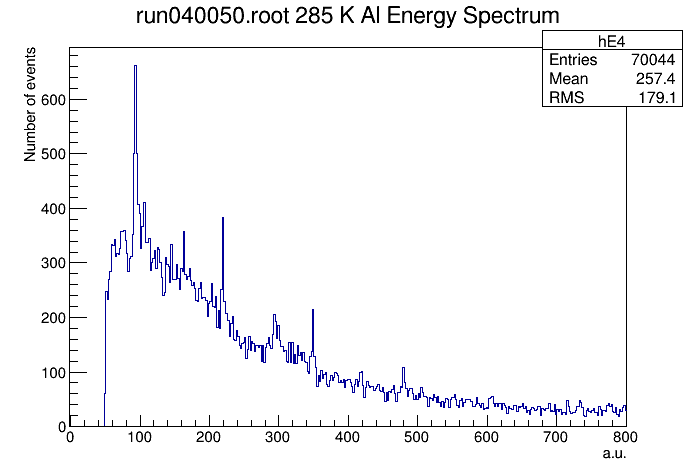 run040050.root 285 K Al Energy Spectrum
hE4
Entries 70044
Mean 257.4
RMS 179.1
Number of events
600
500
400
300
200
100
0
0 100 200 300 400 500 600 700 800
a.u.